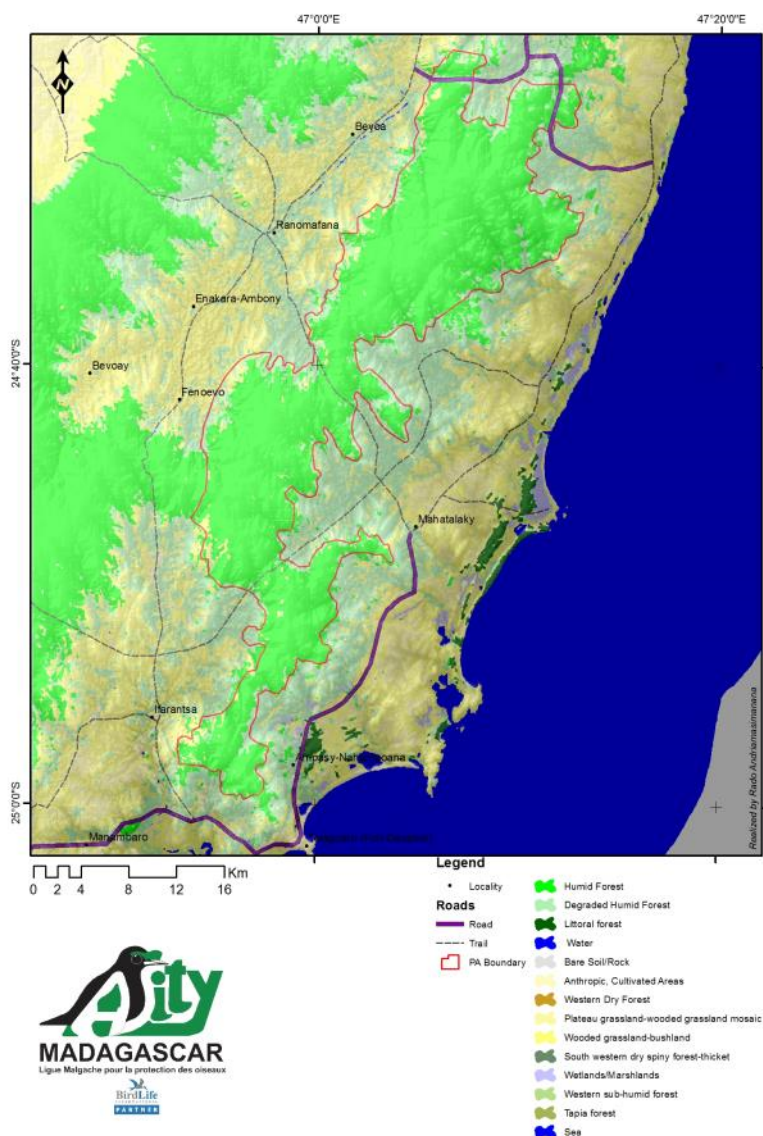 47°0'0"E
47°20'0"E
N
Beyoa
Ranomafana
Enakara-Ambony
24°40'0"S
Bevoay
Fenoevo
Mahatalaky
Ifarantsa
25°0'0"S
Manambaro
Realized by Rado Andriamasimanana
0 2 4 8 12 16
Km
Legend
Locality
Roads
Road
Trail
PA Boundary
Humid Forest
Degraded Humid Forest
Littoral forest
Water
Bare Soil/Rock
Anthropic, Cultivated Areas
Western Dry Forest
Plateau grassland-wooded grassland mosaic
Wooded grassland-bushland
South western dry spiny forest-thicket
Wetlands/Marshlands
Western sub-humid forest
Tapia forest
Sea
Asity
MADAGASCAR
Ligue Malgache pour la protection des oiseaux
BirdLife
INTERNATIONAL
PARTNER